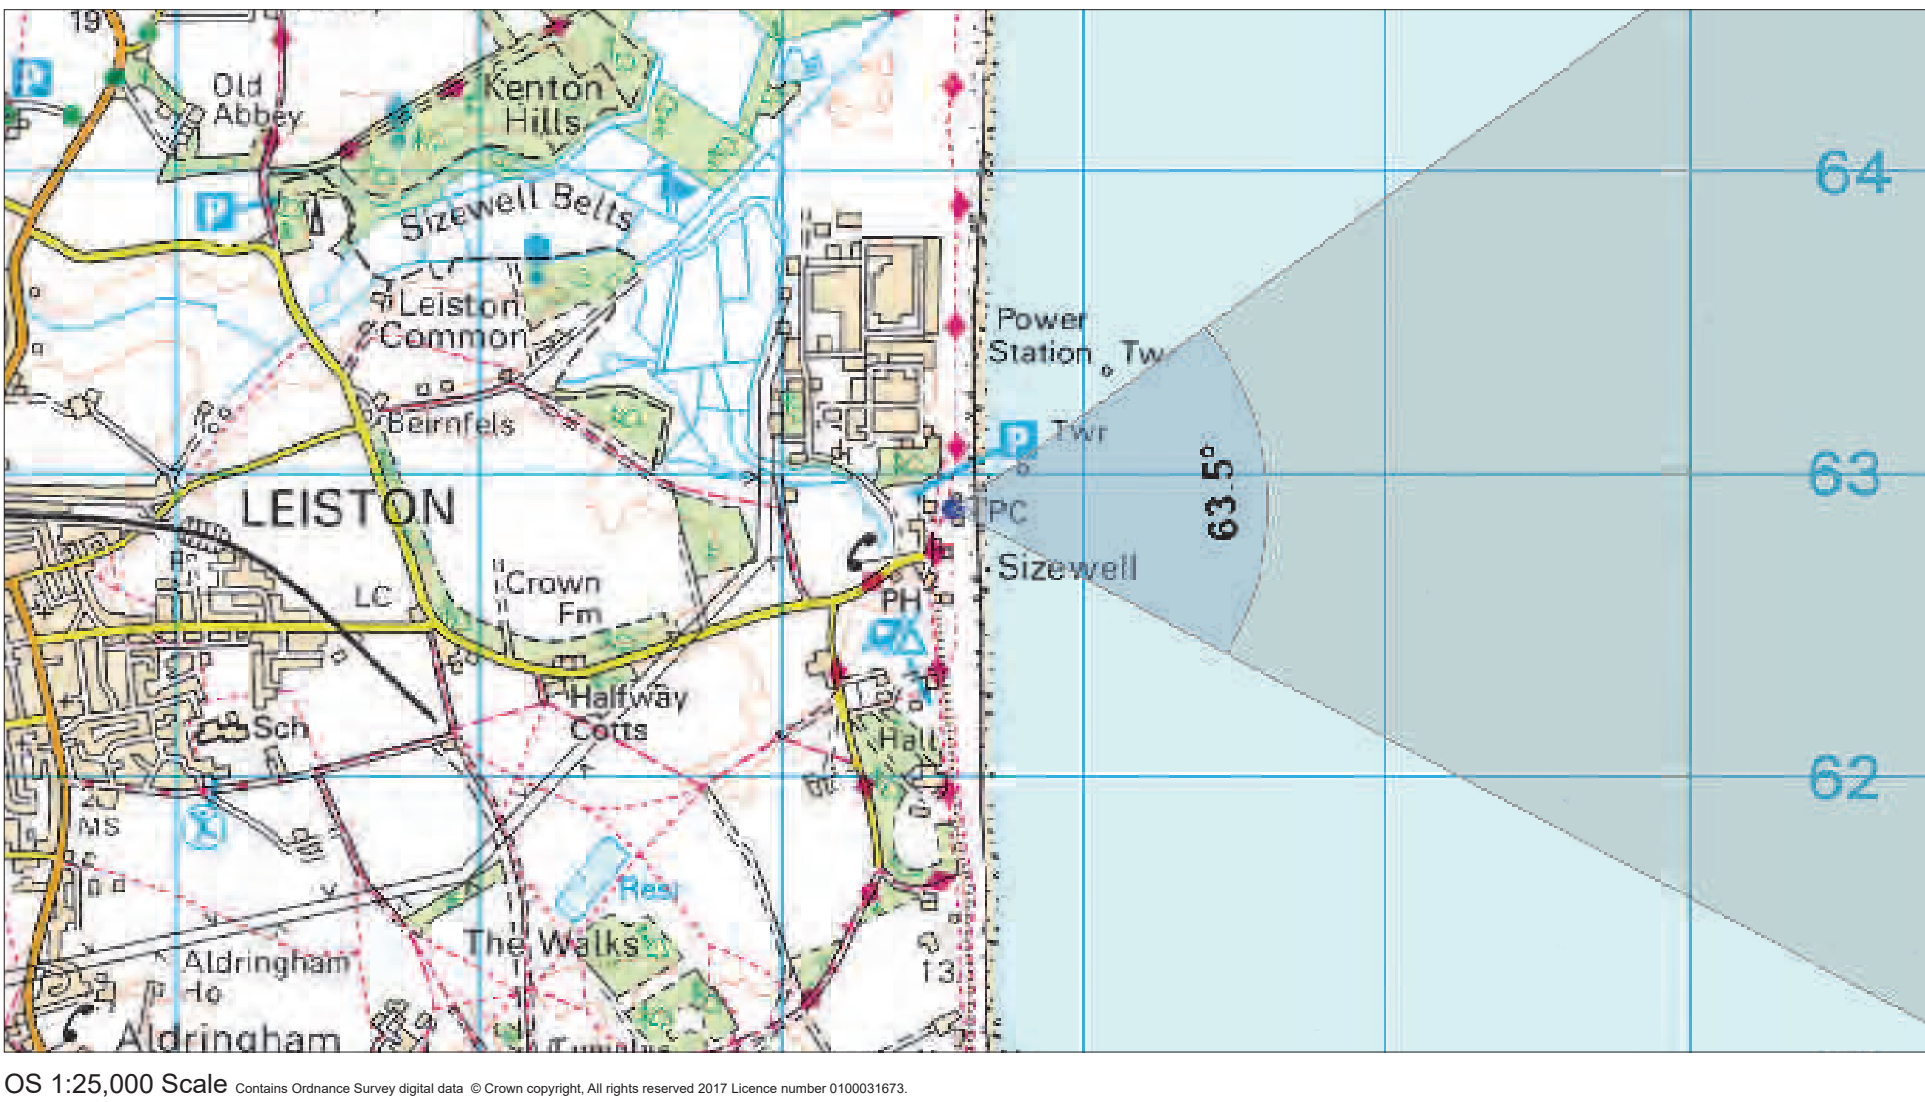 19
P
Old
Abbey
Kenton
Hills
64
P
Sizewell Belts
Leiston
Common
Power
Station
Tw
Beirnfels
P
Twr
63
63.5°
LEISTON
PC
Sizewell
LC
Crown
Fm
PH
Halfway
Cotts
Sch
Hall
62
MS
Resr
The Walks
Aldringham
Ho
13
Aldringham
Tumulus
OS 1:25,000 Scale Contains Ordnance Survey digital data © Crown copyright, All rights reserved 2017 Licence number 0100031673.